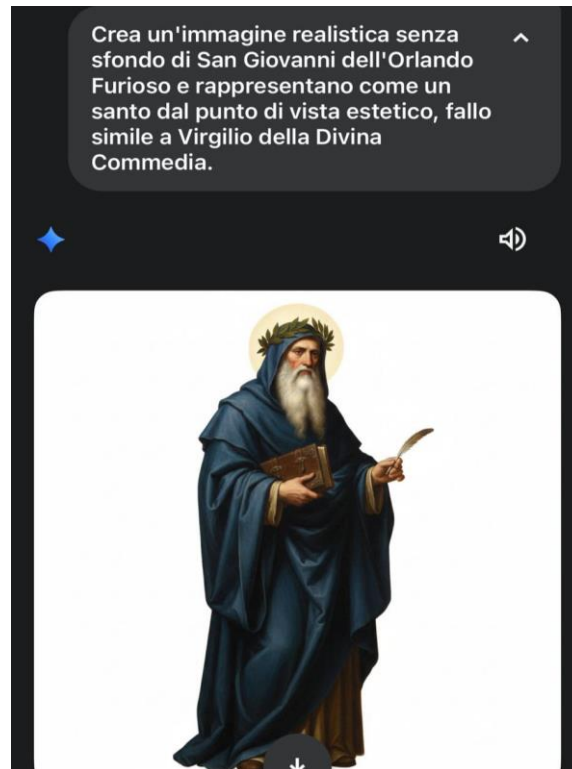 Crea un'immagine realistica senza
sfondo di San Giovanni dell'Orlando
Furioso e rappresentano come un
santo dal punto di vista estetico, fallo
simile a Virgilio della Divina
Commedia.